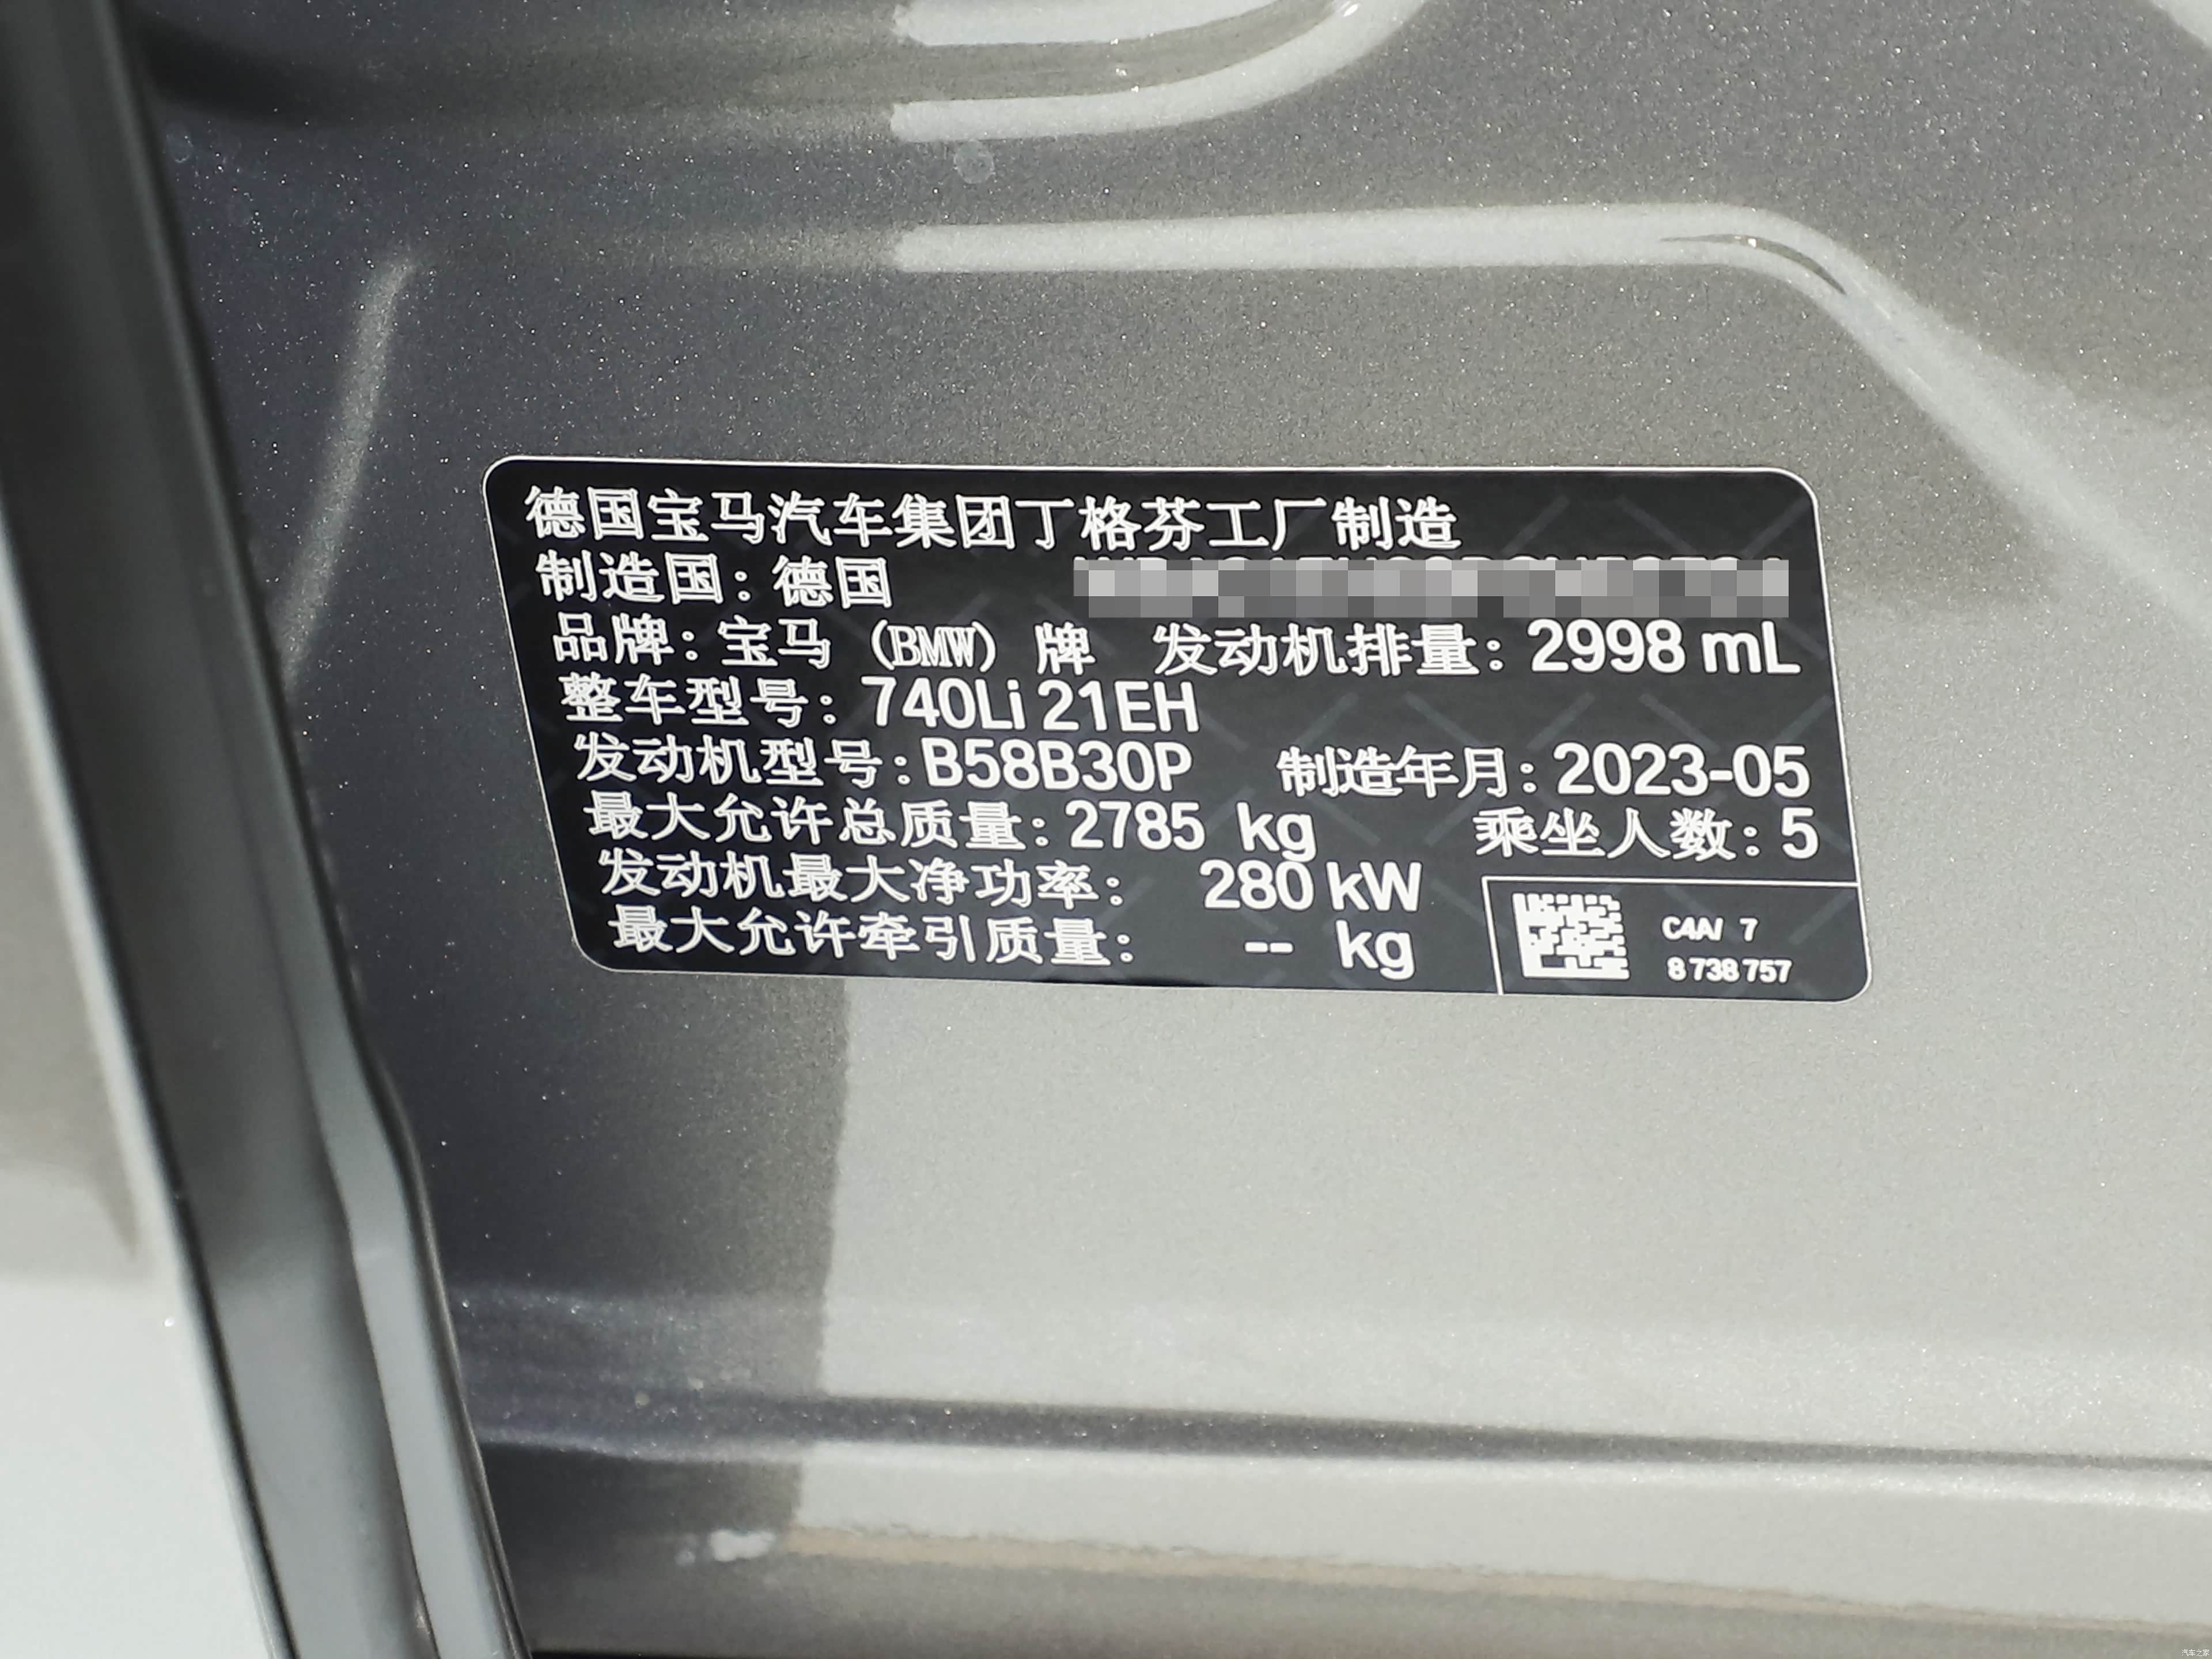 德国宝马汽车集团丁格芬工厂制造
制造国：德国
品牌：宝马（BMW）牌 发动机排量：2998 mL
整车型号：740Li 21EH
发动机型号：B58B30P 制造年月：2023-05
最大允许总质量：2785 kg 乘坐人数：5
发动机最大净功率： 280 kW
最大允许牵引质量： -- kg
C4A/ 7
8 738 757
汽车之家